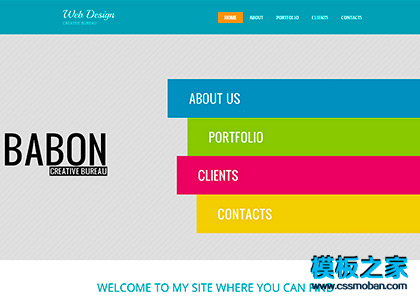 Web Design
CREATIVE BUREAU
HOME ABOUT PORTFOLIO CLIENTS CONTACTS
ABOUT US
PORTFOLIO
BABON
CREATIVE BUREAU
CLIENTS
CONTACTS
模板之家
www.cssmoban.com
WELCOME TO MY SITE WHERE YOU CAN FIND